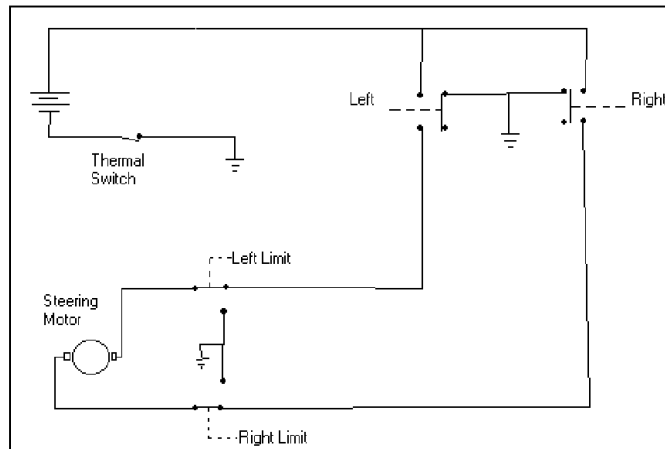 Left
Right
Thermal
Switch
Left Limit
Steering
Motor
Right Limit